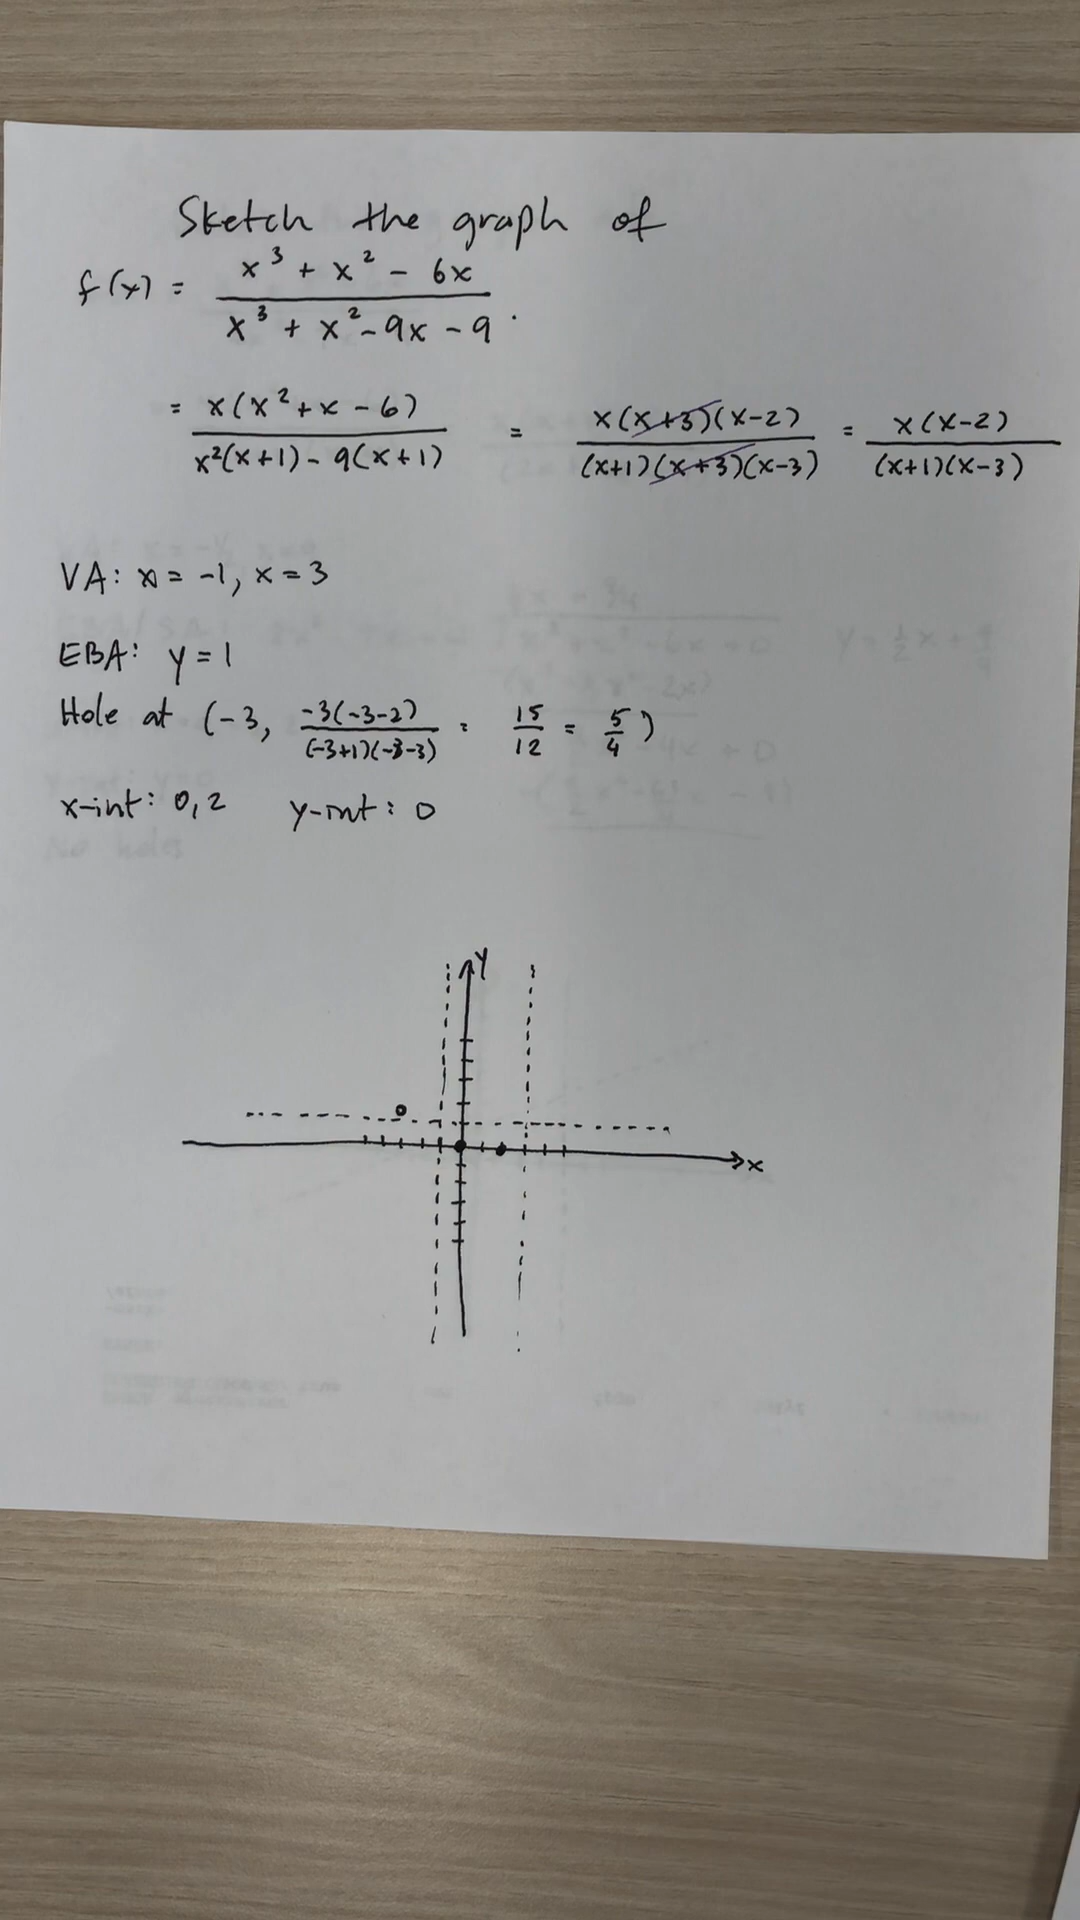 Sketch the graph of
f(x) = (x³ + x² - 6x)/(x³ + x² - 9x - 9).
= (x(x² + x - 6))/(x²(x+1) - 9(x+1)) = (x(x+3)(x-2))/((x+1)(x+3)(x-3)) = (x(x-2))/((x+1)(x-3))
VA: x = -1, x = 3
EBA: y = 1
Hole at (-3, (-3(-3-2))/((-3+1)(-3-3)) = 15/12 = 5/4)
x-int: 0, 2 y-int: 0
No holes
y
x